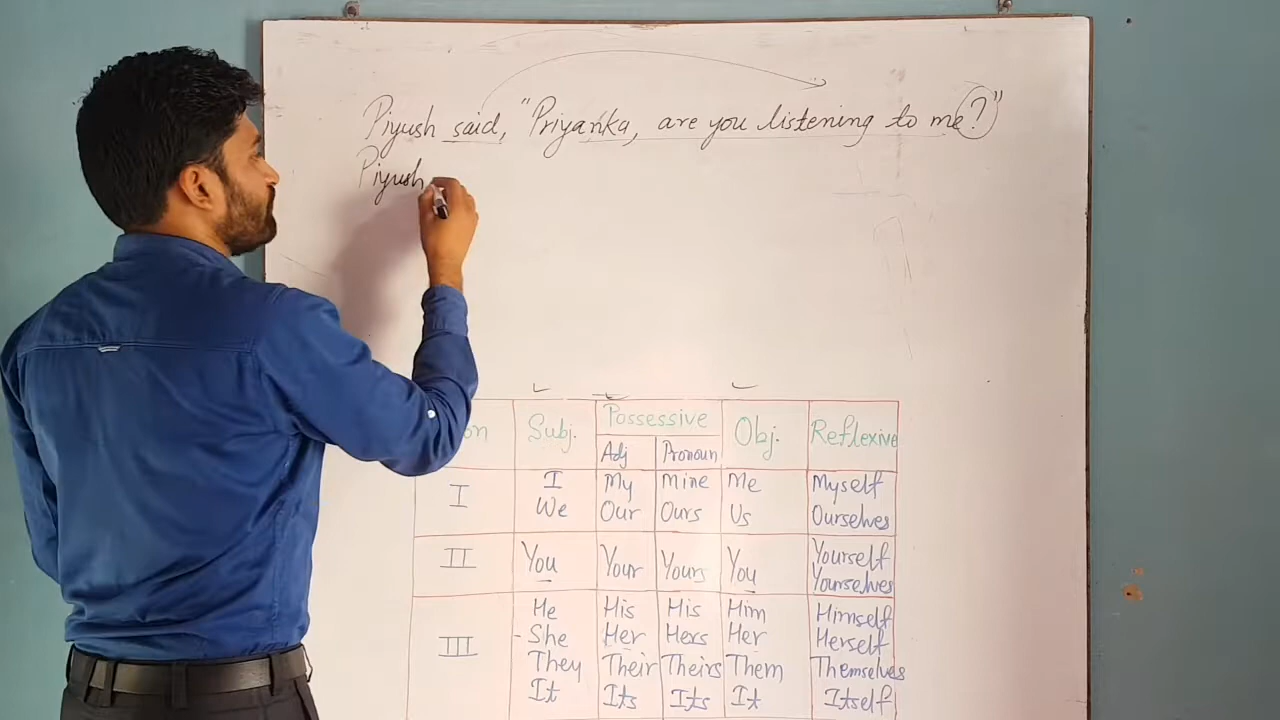 Piyush said, "Priyanka, are you listening to me?"
Piyush
Subj. Possessive Obj. Reflexive
Adj Pronoun
I I My mine Me Myself
We Our Ours Us Ourselves
II You Your Yours You Yourself
Yourselves
He His His Him Himself
III She Her Hers Her Herself
They Their Theirs Them Themselves
It Its Its It Itself